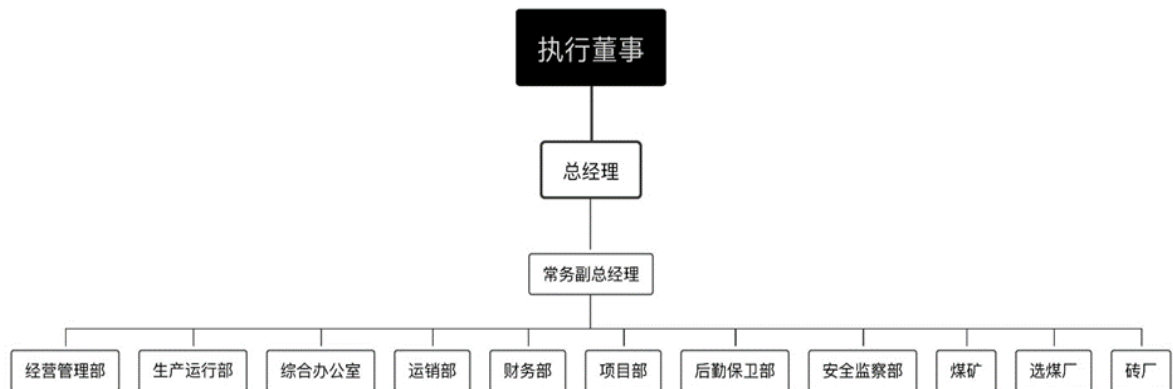 执行董事
总经理
常务副总经理
经营管理部
生产运行部
综合办公室
运销部
财务部
项目部
后勤保卫部
安全监察部
煤矿
选煤厂
砖厂